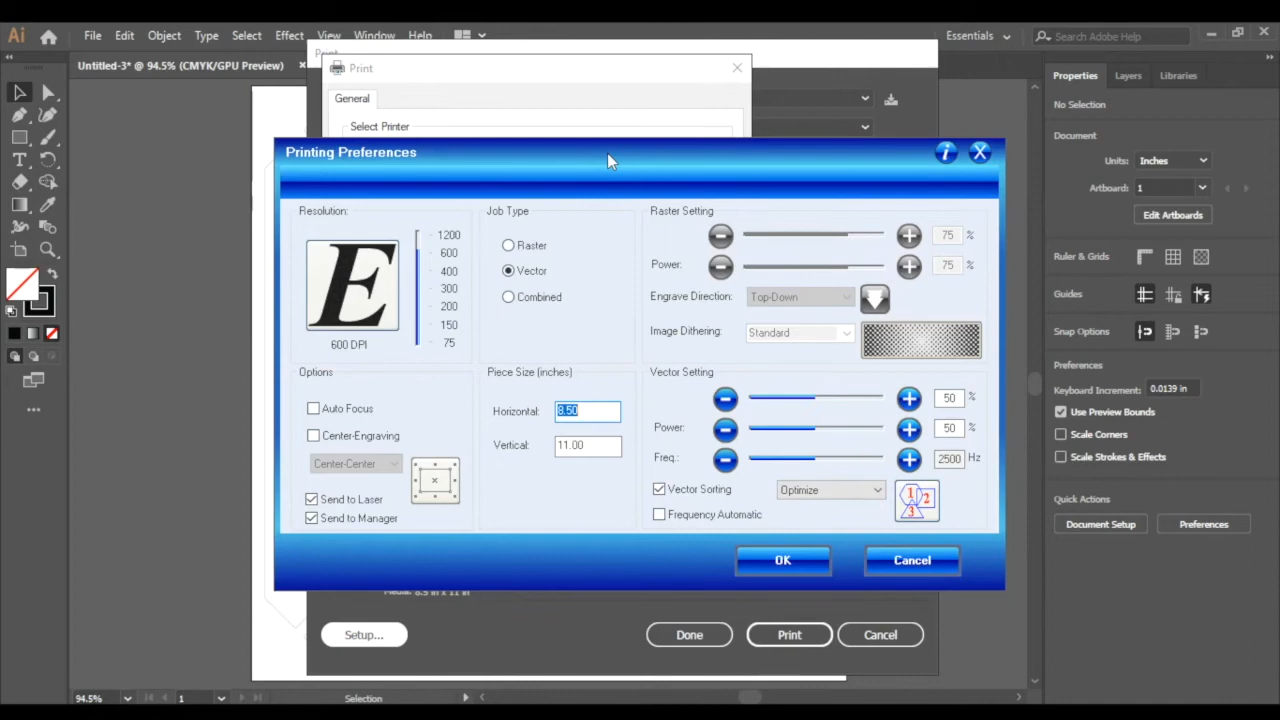 Ai File Edit Object Type Select Effect View Window Help Essentials Search Adobe Help
Untitled-3* @ 94.5% (CMYK/GPU Preview)
Print
Print
General
Select Printer
Printing Preferences
Resolution:
1200
600
400
300
200
150
75
E
600 DPI
Job Type
Raster
Vector
Combined
Raster Setting
75 %
Power: 75 %
Engrave Direction: Top-Down
Image Dithering: Standard
Options
Auto Focus
Center-Engraving
Center-Center
Send to Laser
Send to Manager
Piece Size (inches)
Horizontal: 8.50
Vertical: 11.00
Vector Setting
50 %
Power: 50 %
Freq.: 2500 Hz
Vector Sorting Optimize
1 2
3
Frequency Automatic
OK Cancel
Media: 8.5 in x 11 in
Setup... Done Print Cancel
94.5% 1 Selection
Properties Layers Libraries
No Selection
Document
Units: Inches
Artboard: 1
Edit Artboards
Ruler & Grids
Guides
Snap Options
Preferences
Keyboard Increment: 0.0139 in
Use Preview Bounds
Scale Corners
Scale Strokes & Effects
Quick Actions
Document Setup Preferences